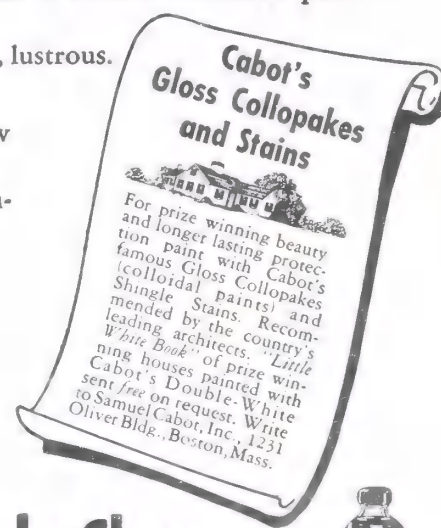 , lustrous.
Cabot's
Gloss Collopakes
and Stains
For prize winning beauty
and longer lasting protec-
tion paint with Cabot's
famous Gloss Collopakes
(colloidal paints) and
Shingle Stains. Recom-
mended by the country's
leading architects. "Little
White Book" of prize win-
ning houses painted with
Cabot's Double-White
sent free on request. Write
to Samuel Cabot, Inc., 1231
Oliver Bldg., Boston, Mass.